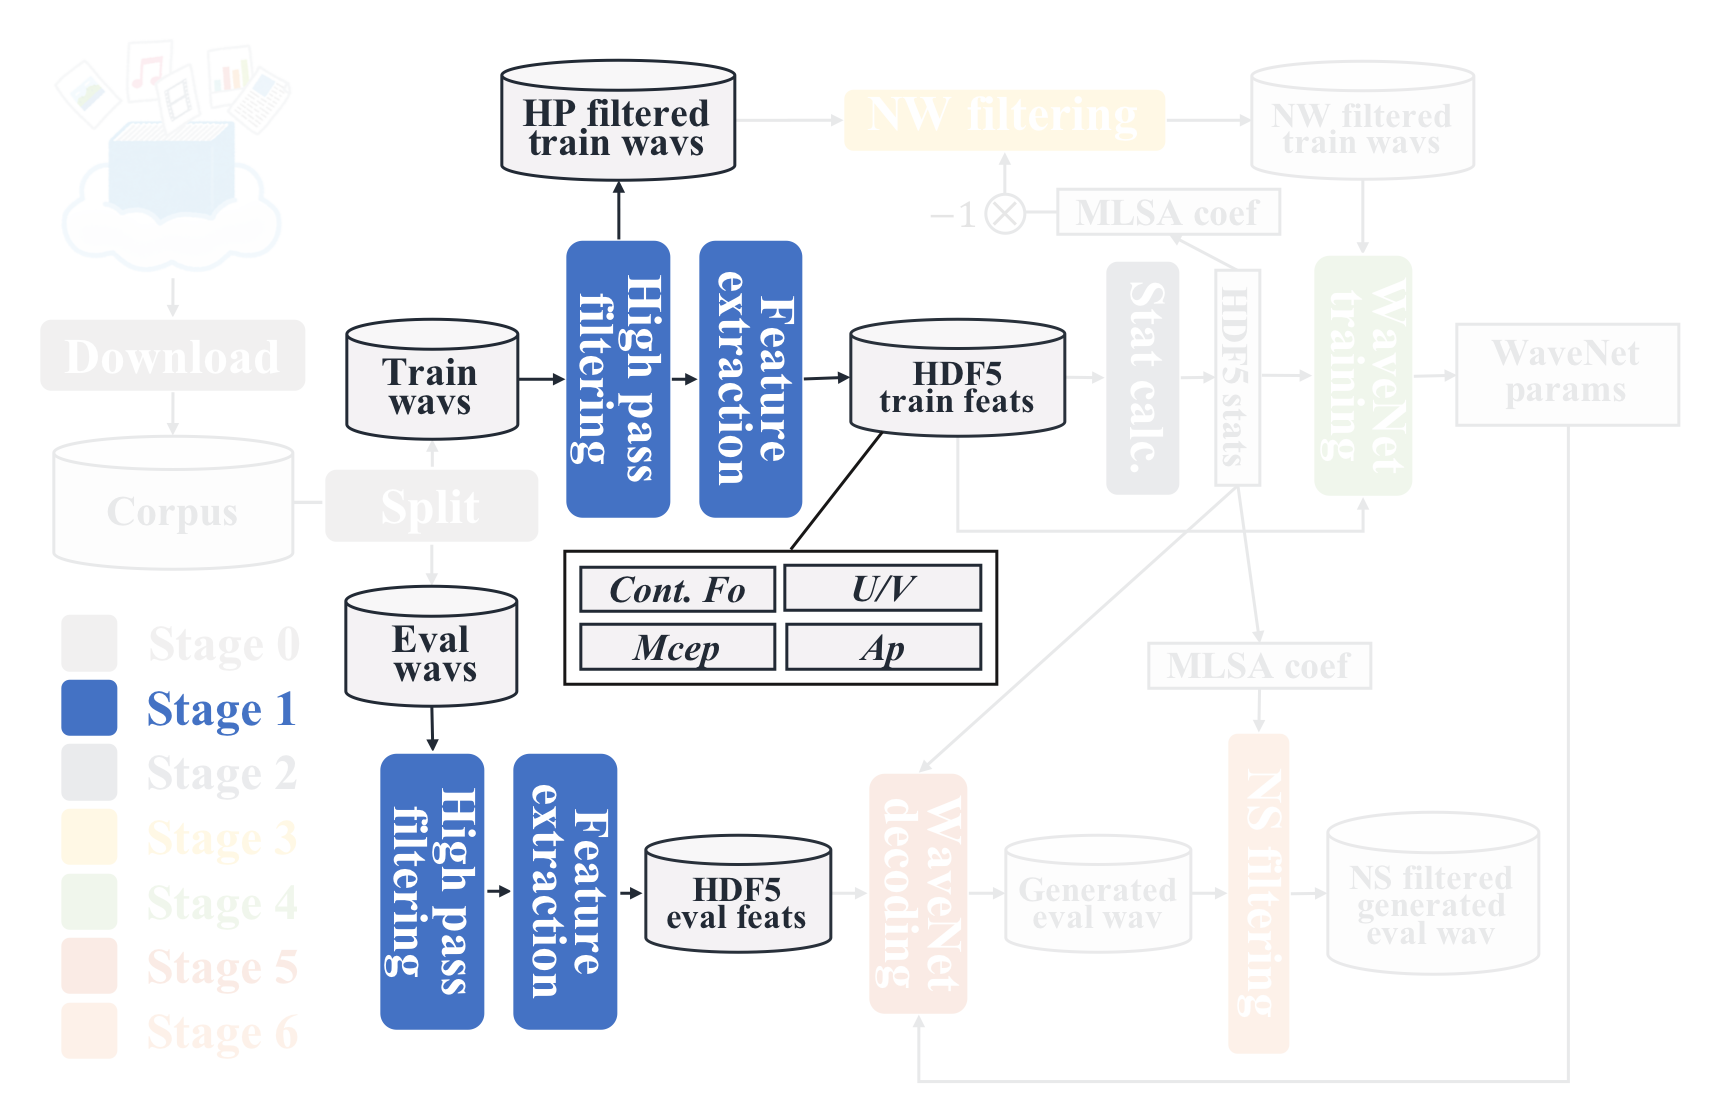 HP filtered
train wavs
NW filtering
NW filtered
train wavs
−1
MLSA coef
High pass
filtering
Feature
extraction
Download
Train
wavs
HDF5
train feats
Stat calc.
HDF5 stats
WaveNet
training
WaveNet
params
Corpus
Split
Cont. Fo
U/V
Mcep
Ap
Eval
wavs
MLSA coef
Stage 0
Stage 1
Stage 2
Stage 3
Stage 4
Stage 5
Stage 6
High pass
filtering
Feature
extraction
HDF5
eval feats
WaveNet
decoding
Generated
eval wav
NS filtering
NS filtered
generated
eval wav